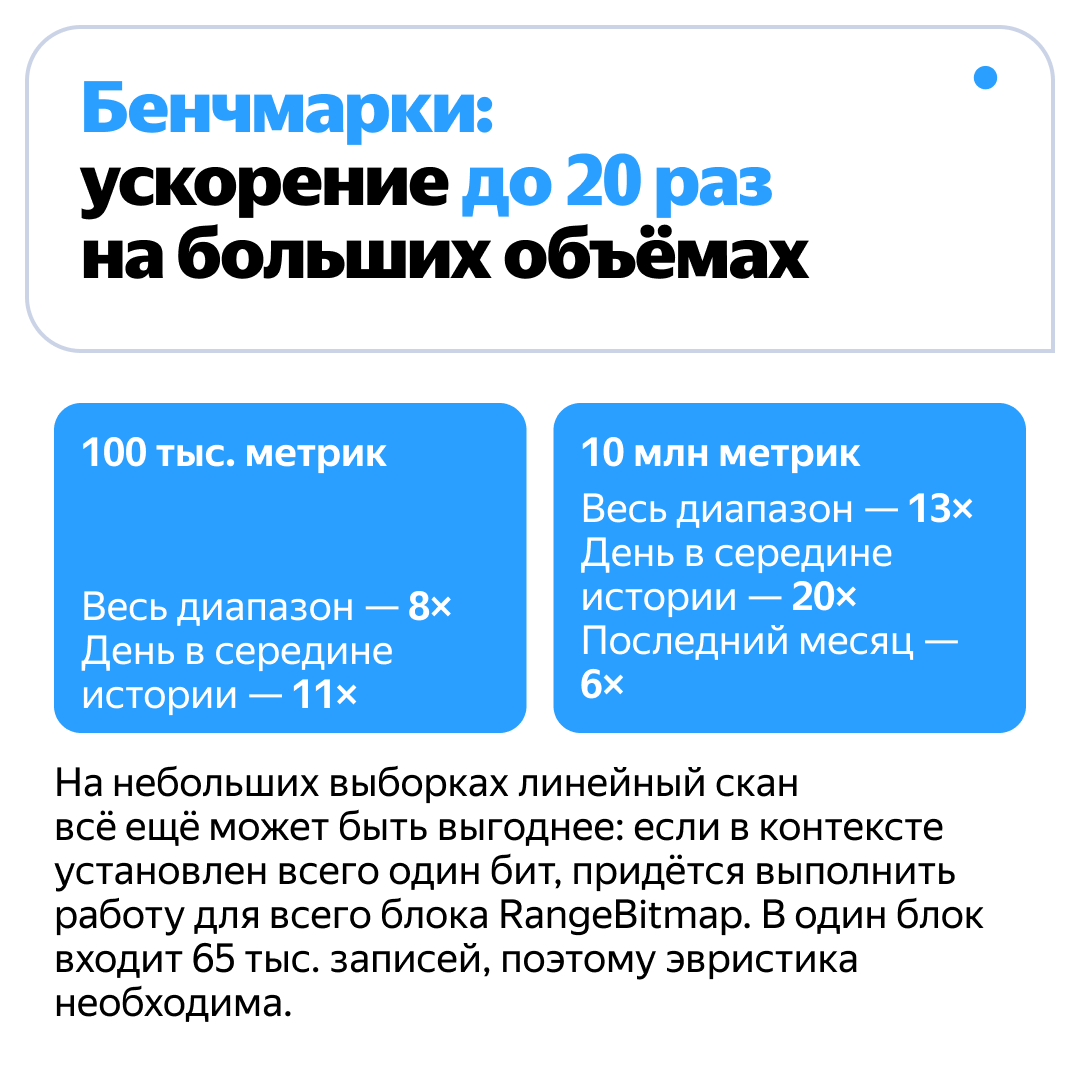 Бенчмарки:
ускорение до 20 раз
на больших объёмах
100 тыс. метрик
Весь диапазон — 8×
День в середине
истории — 11×
10 млн метрик
Весь диапазон — 13×
День в середине
истории — 20×
Последний месяц —
6×
На небольших выборках линейный скан
всё ещё может быть выгоднее: если в контексте
установлен всего один бит, придётся выполнить
работу для всего блока RangeBitmap. В один блок
входит 65 тыс. записей, поэтому эвристика
необходима.